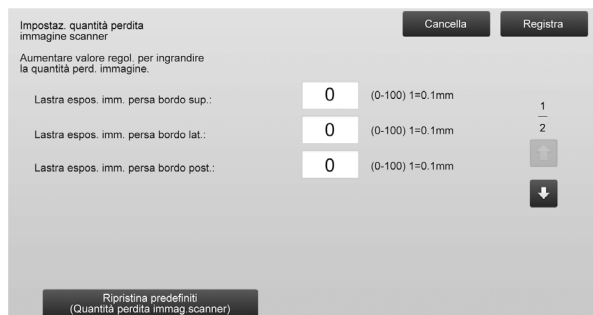 Impostaz. quantità perdita
immagine scanner
Cancella
Registra
Aumentare valore regol. per ingrandire
la quantità perd. immagine.
Lastra espos. imm. persa bordo sup.:
0
(0-100) 1=0.1mm
Lastra espos. imm. persa bordo lat.:
0
(0-100) 1=0.1mm
Lastra espos. imm. persa bordo post.:
0
(0-100) 1=0.1mm
1
2
Ripristina predefiniti
(Quantità perdita immag.scanner)